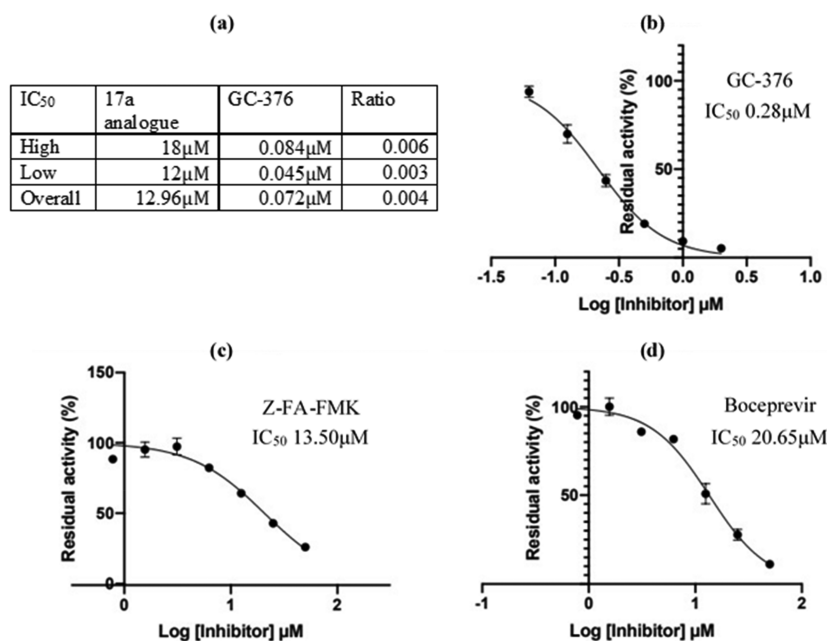 (a)
IC50 17a analogue GC-376 Ratio
High 18μM 0.084μM 0.006
Low 12μM 0.045μM 0.003
Overall 12.96μM 0.072μM 0.004
(b)
GC-376
IC50 0.28μM
Residual activity (%)
100
50
-1.5 -1.0 -0.5 0.0 0.5 1.0
Log [Inhibitor] μM
(c)
Z-FA-FMK
IC50 13.50μM
Residual activity (%)
150
100
50
0
0 1 2
Log [Inhibitor] μM
(d)
Boceprevir
IC50 20.65μM
Residual activity (%)
100
50
-1 0 1 2
Log [Inhibitor] μM